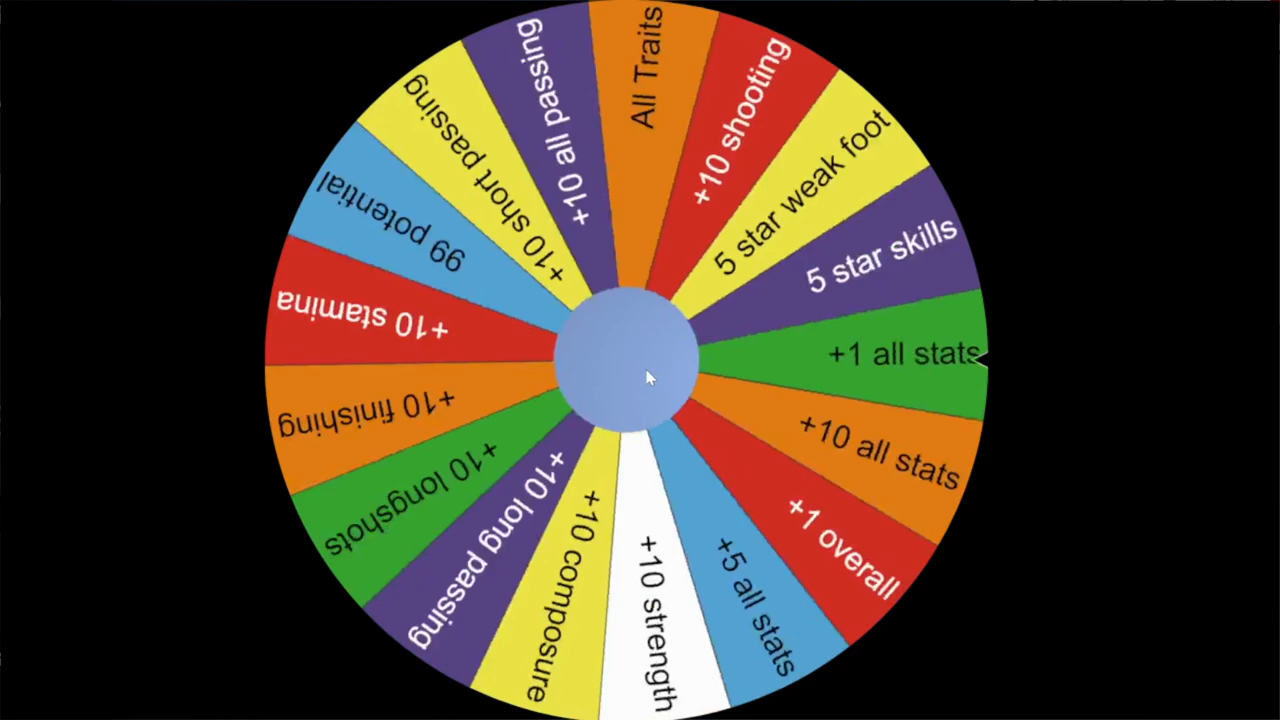 All Traits
+10 shooting
5 star weak foot
5 star skills
+1 all stats
+10 all stats
+1 overall
+5 all stats
+10 strength
+10 composure
+10 long passing
+10 longshots
+10 finishing
+10 stamina
99 potential
+10 short passing
+10 all passing